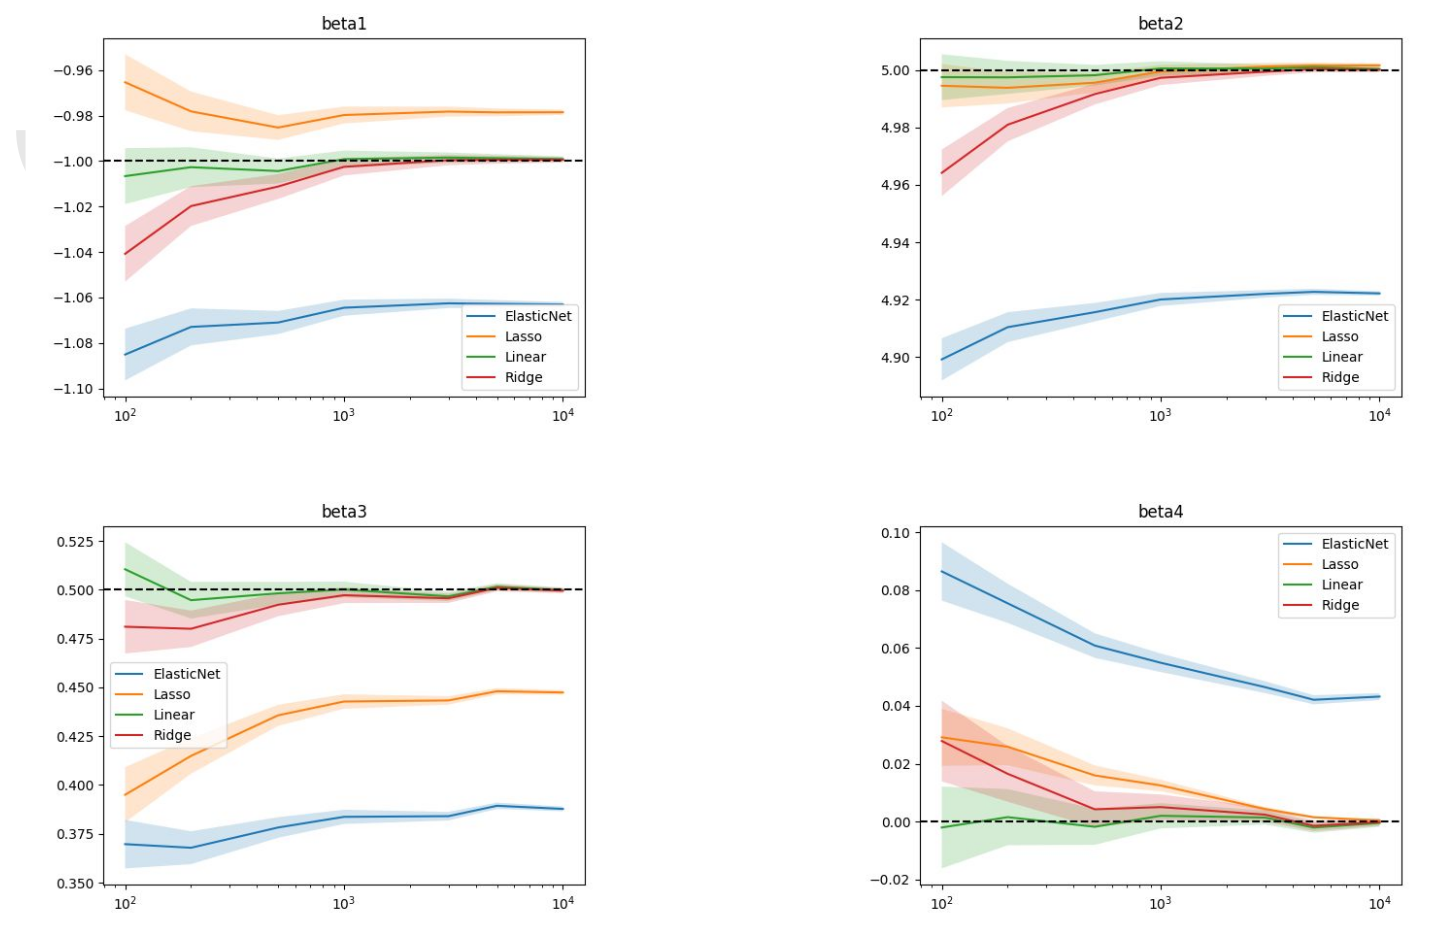 beta1
−0.96
−0.98
−1.00
−1.02
−1.04
−1.06
−1.08
−1.10
10²
10³
10⁴
ElasticNet
Lasso
Linear
Ridge
beta2
5.00
4.98
4.96
4.94
4.92
4.90
10²
10³
10⁴
ElasticNet
Lasso
Linear
Ridge
beta3
0.525
0.500
0.475
0.450
0.425
0.400
0.375
0.350
10²
10³
10⁴
ElasticNet
Lasso
Linear
Ridge
beta4
0.10
0.08
0.06
0.04
0.02
0.00
−0.02
10²
10³
10⁴
ElasticNet
Lasso
Linear
Ridge